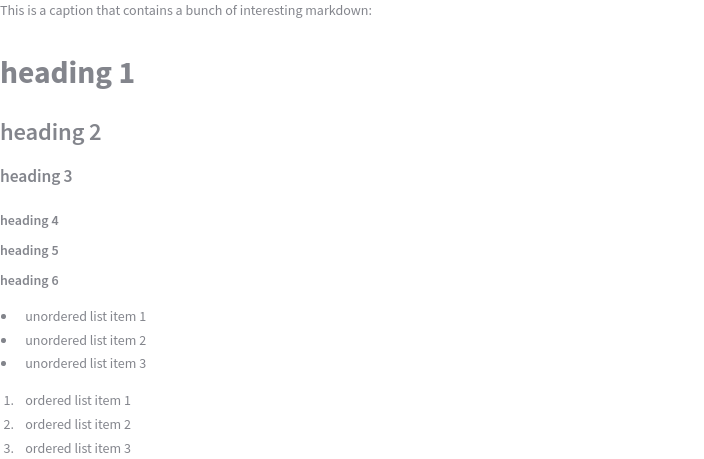 This is a caption that contains a bunch of interesting markdown:
heading 1
heading 2
heading 3
heading 4
heading 5
heading 6
• unordered list item 1
• unordered list item 2
• unordered list item 3
1. ordered list item 1
2. ordered list item 2
3. ordered list item 3